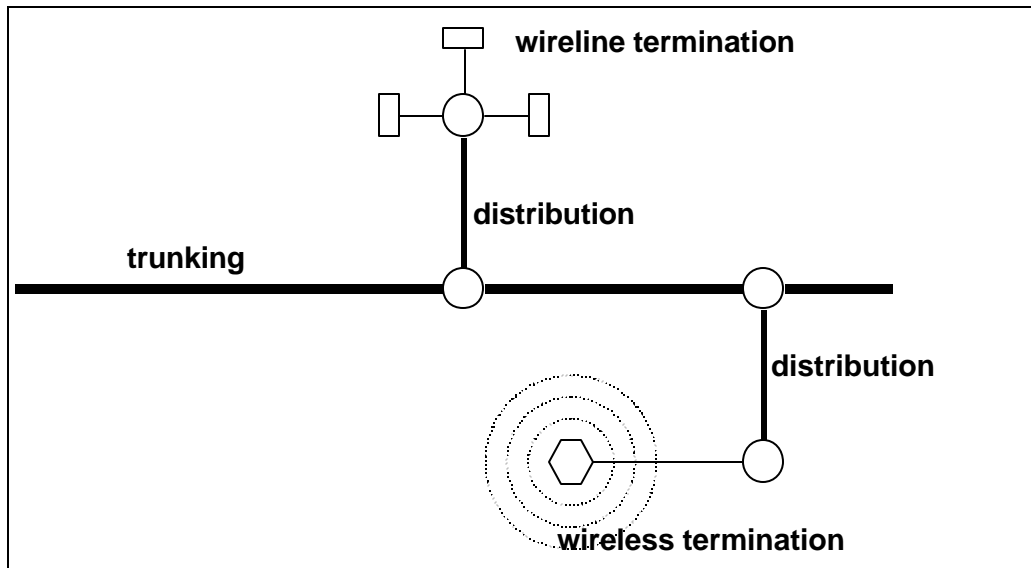 wireline termination
distribution
trunking
distribution
wireless termination